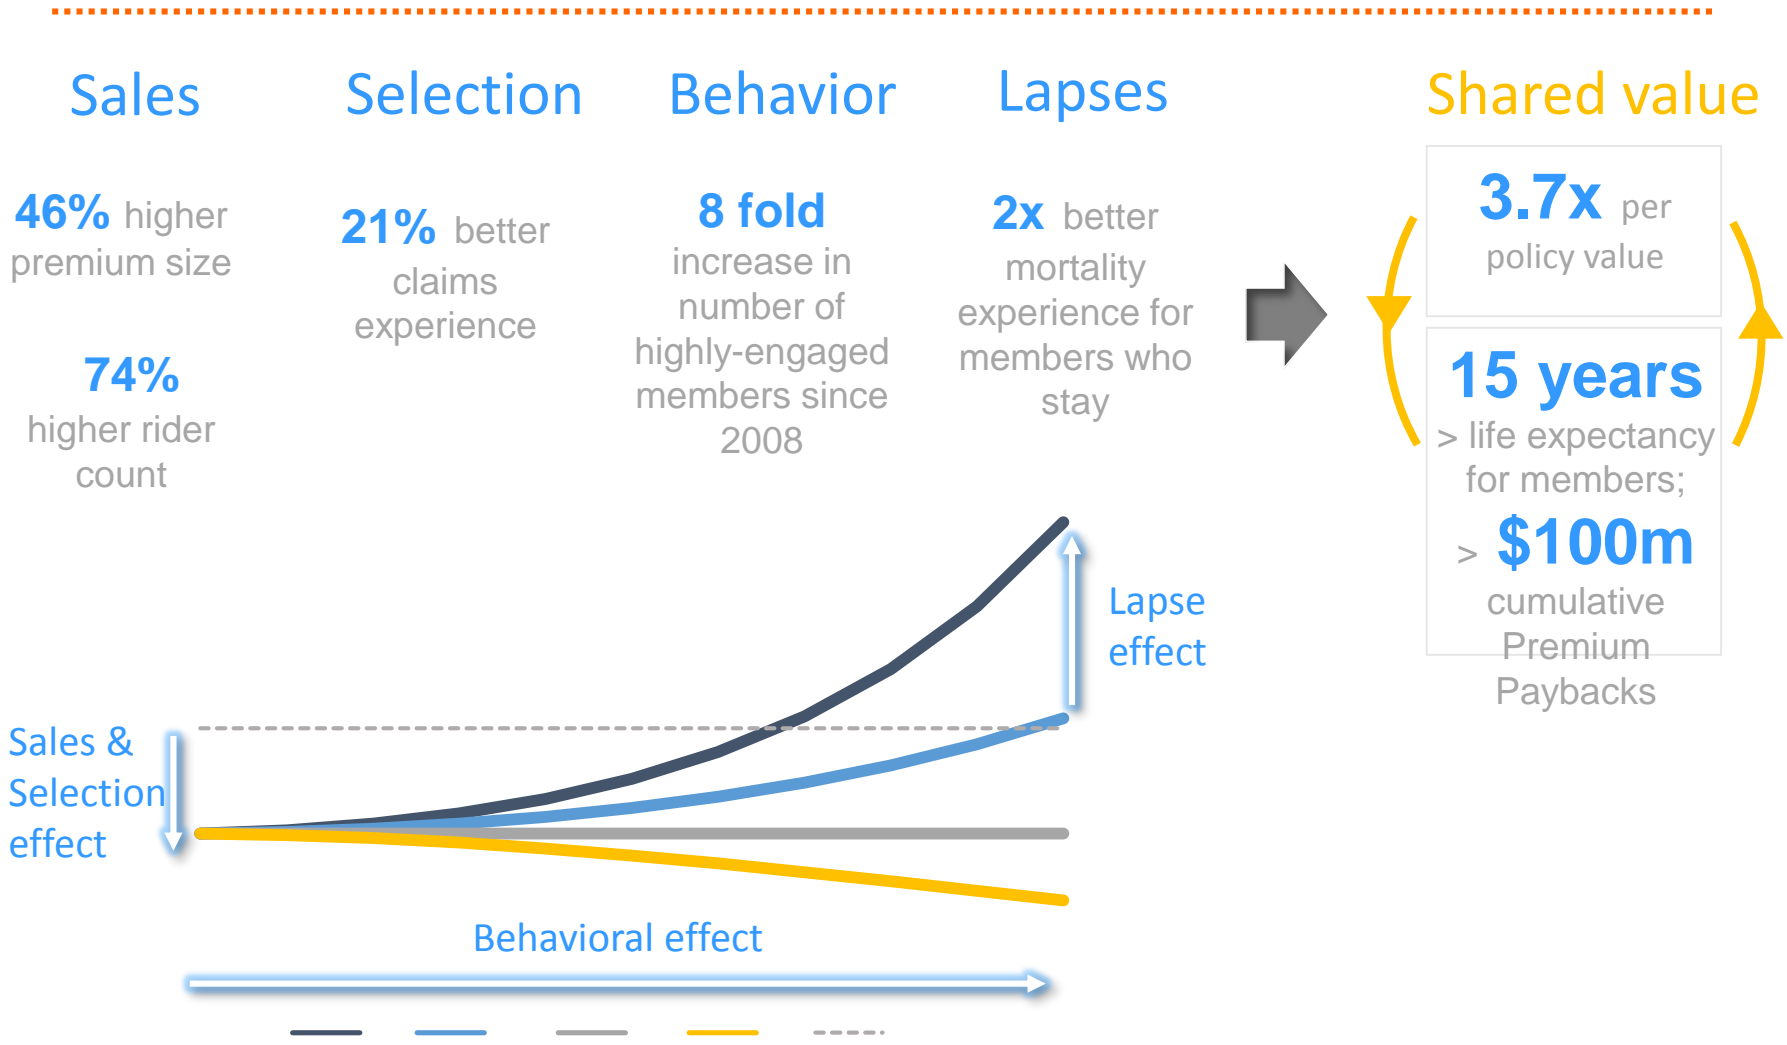 Sales
46% higher
premium size
74%
higher rider
count
Selection
21% better
claims
experience
Behavior
8 fold
increase in
number of
highly-engaged
members since
2008
Lapses
2x better
mortality
experience for
members who
stay
Shared value
3.7x per
policy value
15 years
> life expectancy
for members;
> $100m
cumulative
Premium
Paybacks
Lapse
effect
Sales &
Selection
effect
Behavioral effect